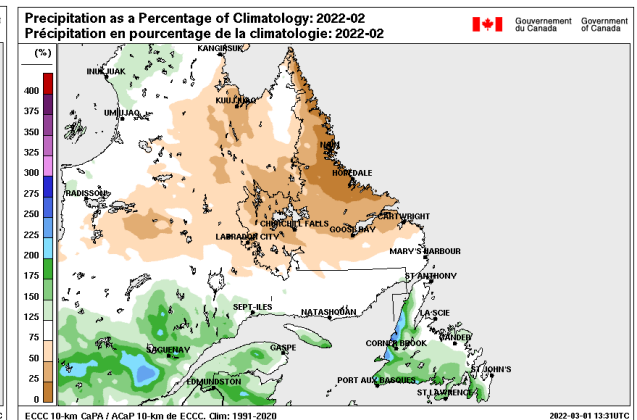 Precipitation as a Percentage of Climatology: 2022-02
Précipitation en pourcentage de la climatologie: 2022-02
Gouvernement du Canada
Government of Canada
(%)
400
375
350
325
300
275
250
225
200
175
150
125
75
50
25
0
KANGIRSUK
INUKJUAK
KUUJJUAQ
UMIUJAQ
NAIN
HOPEDALE
RADISSON
CARTWRIGHT
CHURCHILL FALLS
GOOSE BAY
LABRADOR CITY
MARY'S HARBOUR
ST ANTHONY
SEPT-ILES
NATASHQUAN
LA SCIE
GANDER
CORNER BROOK
SAGUENAY
GASPE
ST JOHN'S
EDMUNDSTON
PORT AUX BASQUES
ST LAWRENCE
ECCC 10-km CaPA / ACaP 10-km de ECCC. Clim: 1991-2020
2022-03-01 13:31UTC